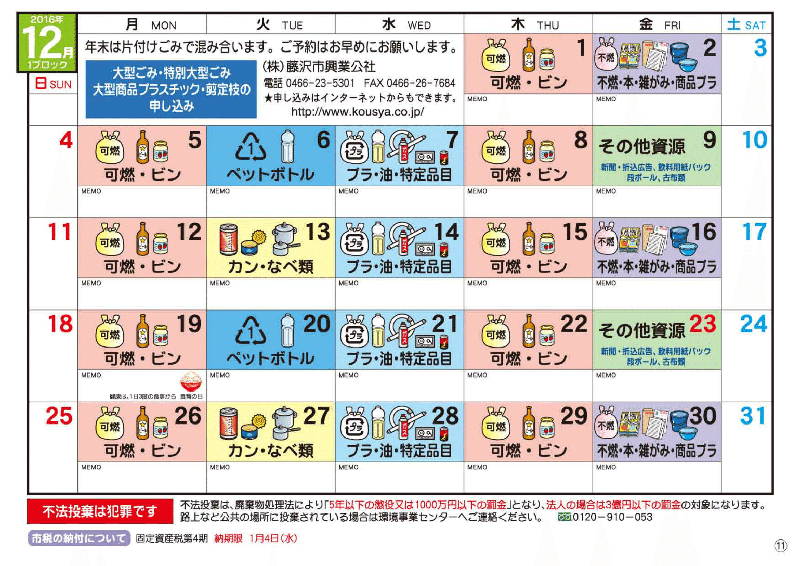 2016年
12月
1ブロック
日 SUN
月 MON
火 TUE
水 WED
木 THU
金 FRI
土 SAT
年末は片付けごみで混み合います。ご予約はお早めにお願いします。
大型ごみ・特別大型ごみ
大型商品プラスチック・剪定枝の
申し込み
(株)藤沢市興業公社
電話 0466-23-5301 FAX 0466-26-7684
★申し込みはインターネットからもできます。
http://www.kousya.co.jp/
可燃
1
可燃・ビン
MEMO
不燃
2
不燃・本・雑がみ・商品プラ
MEMO
3
4
可燃
5
可燃・ビン
MEMO
1
6
ペットボトル
MEMO
プラ
7
プラ・油・特定品目
MEMO
可燃
8
可燃・ビン
MEMO
その他資源 9
新聞・折込広告、飲料用紙パック
段ボール、古布類
MEMO
10
11
可燃
12
可燃・ビン
MEMO
13
カン・なべ類
MEMO
プラ
14
プラ・油・特定品目
MEMO
可燃
15
可燃・ビン
MEMO
不燃
16
不燃・本・雑がみ・商品プラ
MEMO
17
18
可燃
19
可燃・ビン
MEMO
健康は、1日3回の食事から 食育の日
1
20
ペットボトル
MEMO
プラ
21
プラ・油・特定品目
MEMO
可燃
22
可燃・ビン
MEMO
その他資源 23
新聞・折込広告、飲料用紙パック
段ボール、古布類
MEMO
24
25
可燃
26
可燃・ビン
MEMO
27
カン・なべ類
MEMO
プラ
28
プラ・油・特定品目
MEMO
可燃
29
可燃・ビン
MEMO
不燃
30
不燃・本・雑がみ・商品プラ
MEMO
31
不法投棄は犯罪です
不法投棄は、廃棄物処理法により「5年以下の懲役又は1000万円以下の罰金」となり、法人の場合は3億円以下の罰金の対象になります。
路上など公共の場所に投棄されている場合は環境事業センターへご連絡ください。 0120-910-053
市税の納付について 固定資産税第4期 納期限 1月4日(水)
⑪